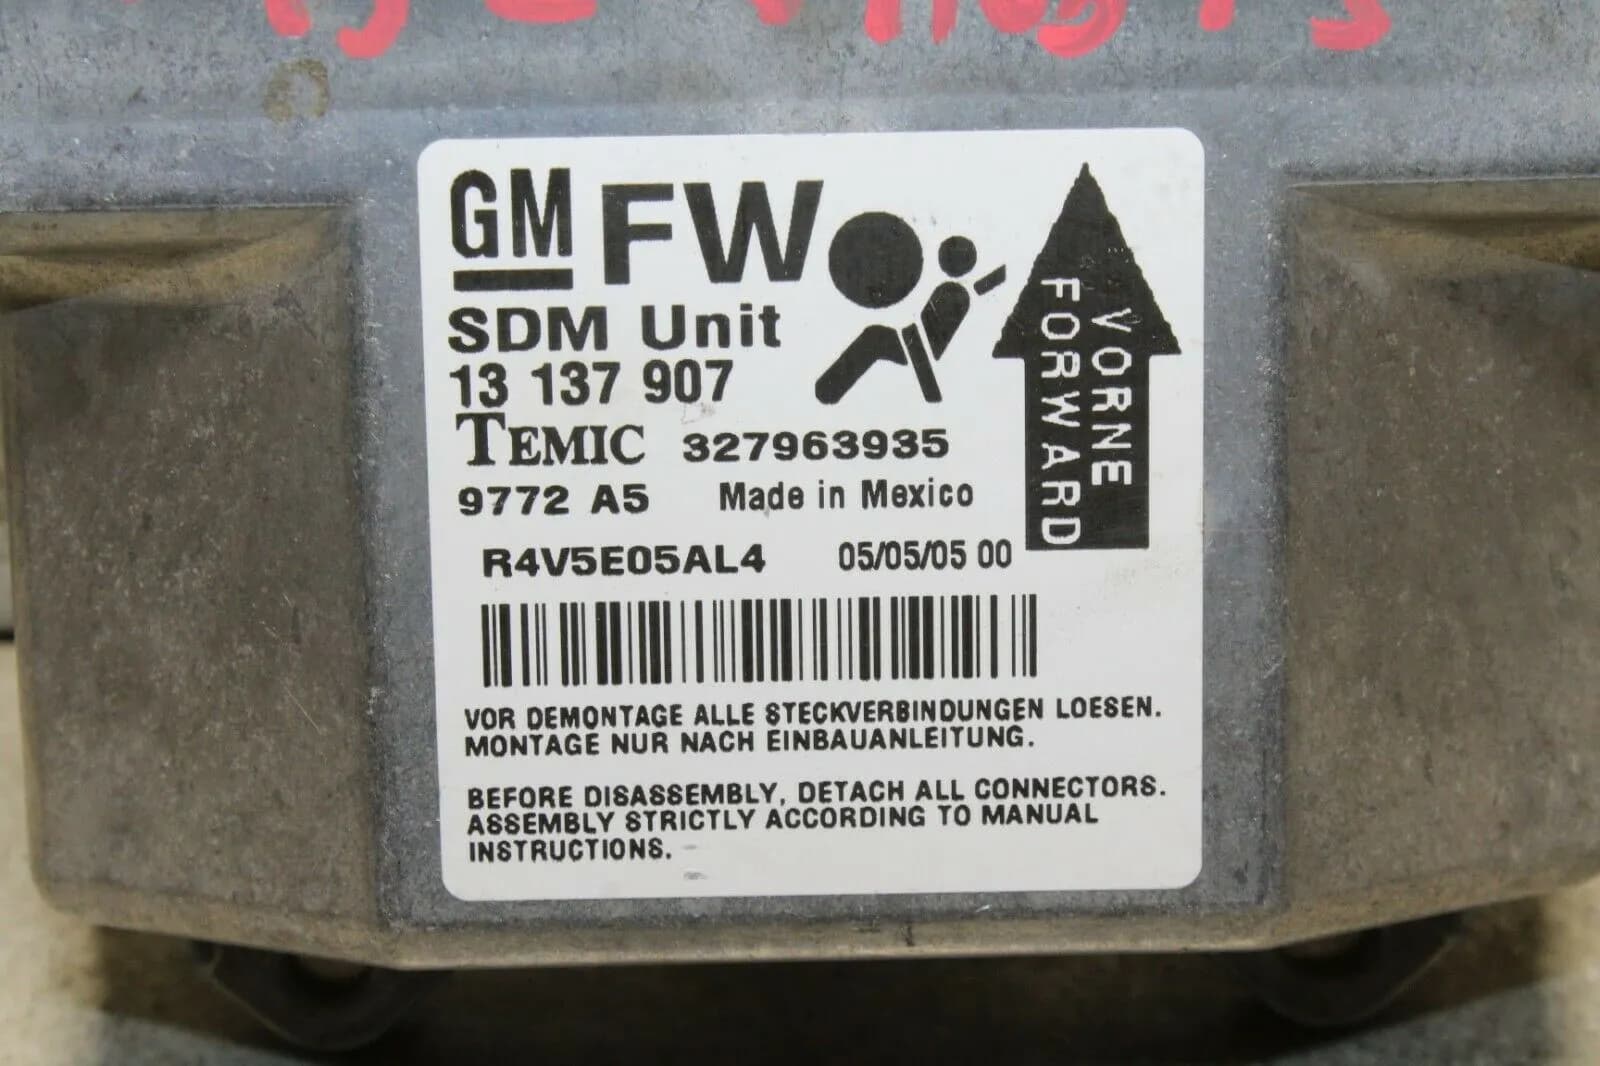 GM FW
SDM Unit
13 137 907
TEMIC 327963935
9772 A5 Made in Mexico
R4V5E05AL4 05/05/05 00
VORNE
FORWARD
VOR DEMONTAGE ALLE STECKVERBINDUNGEN LOESEN.
MONTAGE NUR NACH EINBAUANLEITUNG.
BEFORE DISASSEMBLY, DETACH ALL CONNECTORS.
ASSEMBLY STRICTLY ACCORDING TO MANUAL
INSTRUCTIONS.